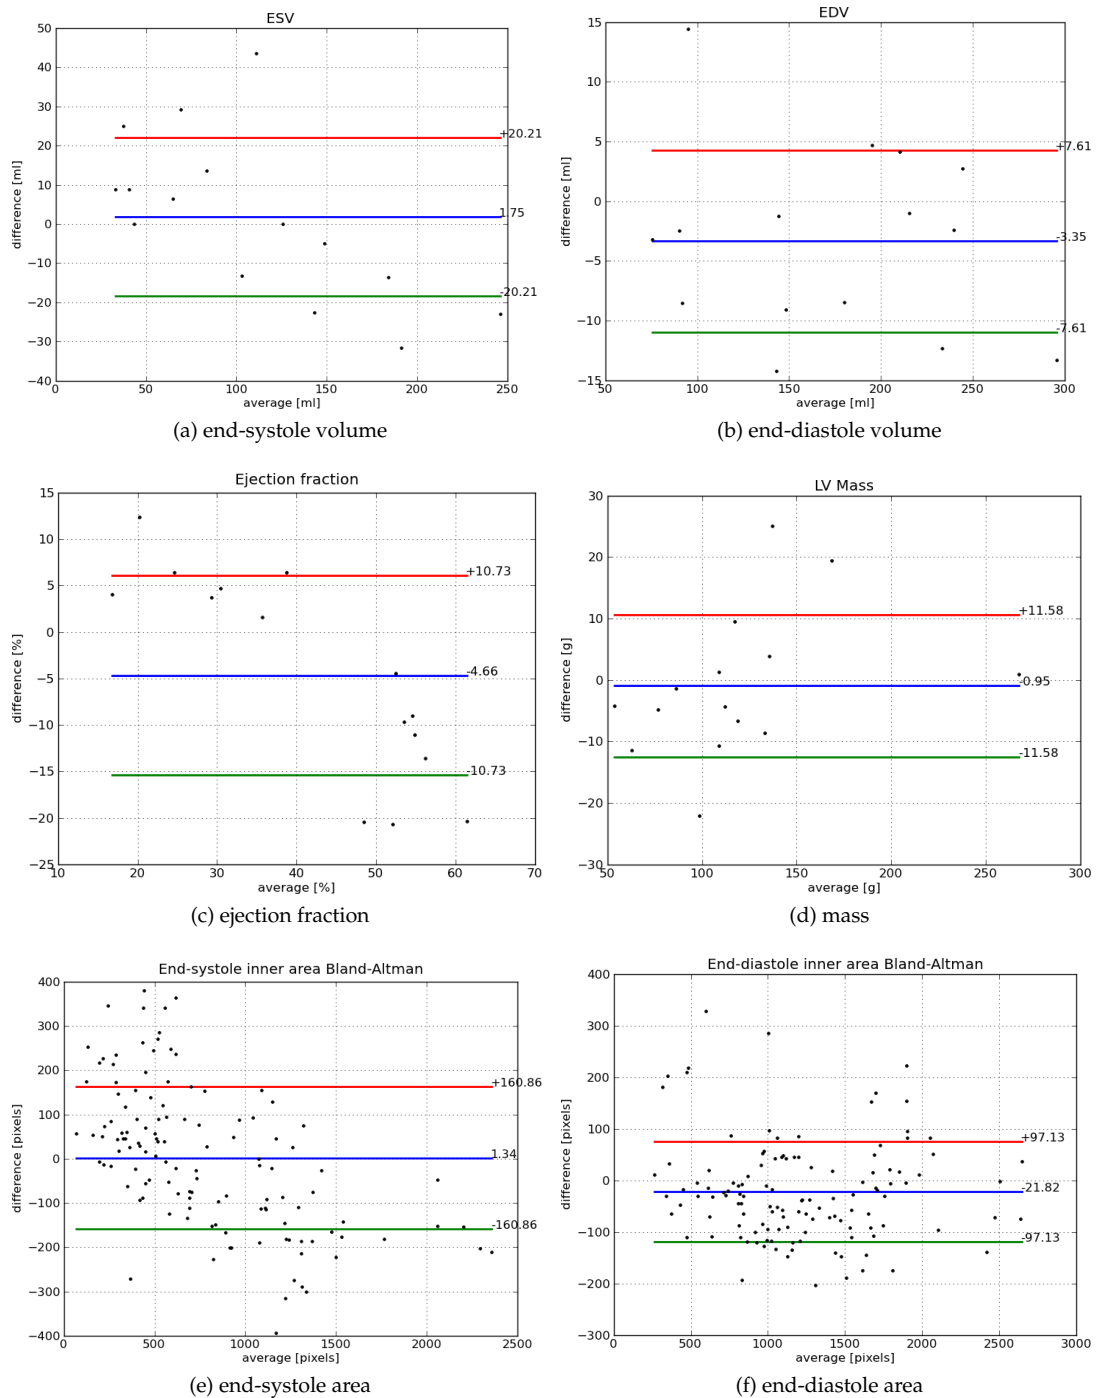 ESV
50
40
30
20
10
0
−10
−20
−30
−40
0 50 100 150 200 250
difference [ml]
average [ml]
+20.21
1.75
-20.21
(a) end-systole volume
EDV
15
10
5
0
−5
−10
−15
100 150 200 250 300
difference [ml]
average [ml]
+7.61
-3.35
-7.61
(b) end-diastole volume
Ejection fraction
15
10
5
0
−5
−10
−15
−20
−25
10 20 30 40 50 60 70
difference [%]
average [%]
+10.73
-4.66
-10.73
(c) ejection fraction
LV Mass
30
20
10
0
−10
−20
−30
50 100 150 200 250 300
difference [g]
average [g]
+11.58
-0.95
-11.58
(d) mass
End-systole inner area Bland-Altman
400
300
200
100
0
−100
−200
−300
−400
0 500 1000 1500 2000 2500
difference [pixels]
average [pixels]
+160.86
1.34
-160.86
(e) end-systole area
End-diastole inner area Bland-Altman
400
300
200
100
0
−100
−200
−300
0 500 1000 1500 2000 2500 3000
difference [pixels]
average [pixels]
+97.13
-21.82
-97.13
(f) end-diastole area